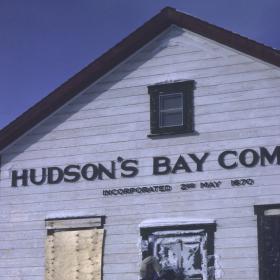 HUDSON'S BAY COM
INCORPORATED 2ND MAY 1670